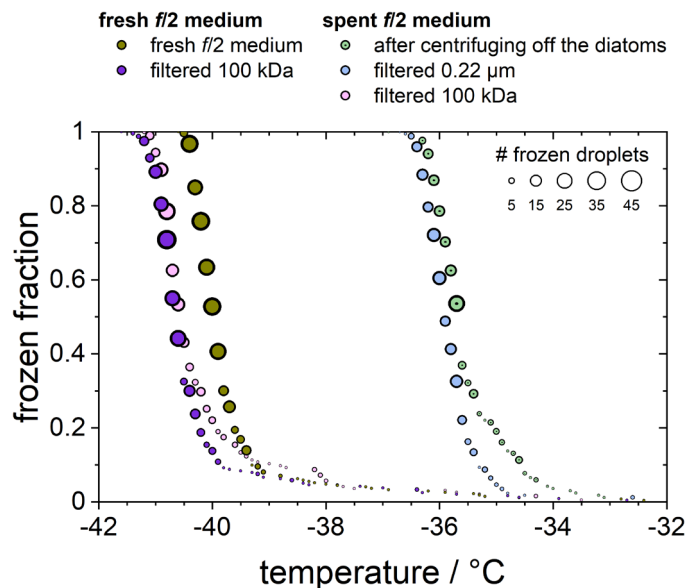 fresh f/2 medium
fresh f/2 medium
filtered 100 kDa
spent f/2 medium
after centrifuging off the diatoms
filtered 0.22 µm
filtered 100 kDa
# frozen droplets
5 15 25 35 45
1
0.8
0.6
0.4
0.2
0
frozen fraction
-42 -40 -38 -36 -34 -32
temperature / °C